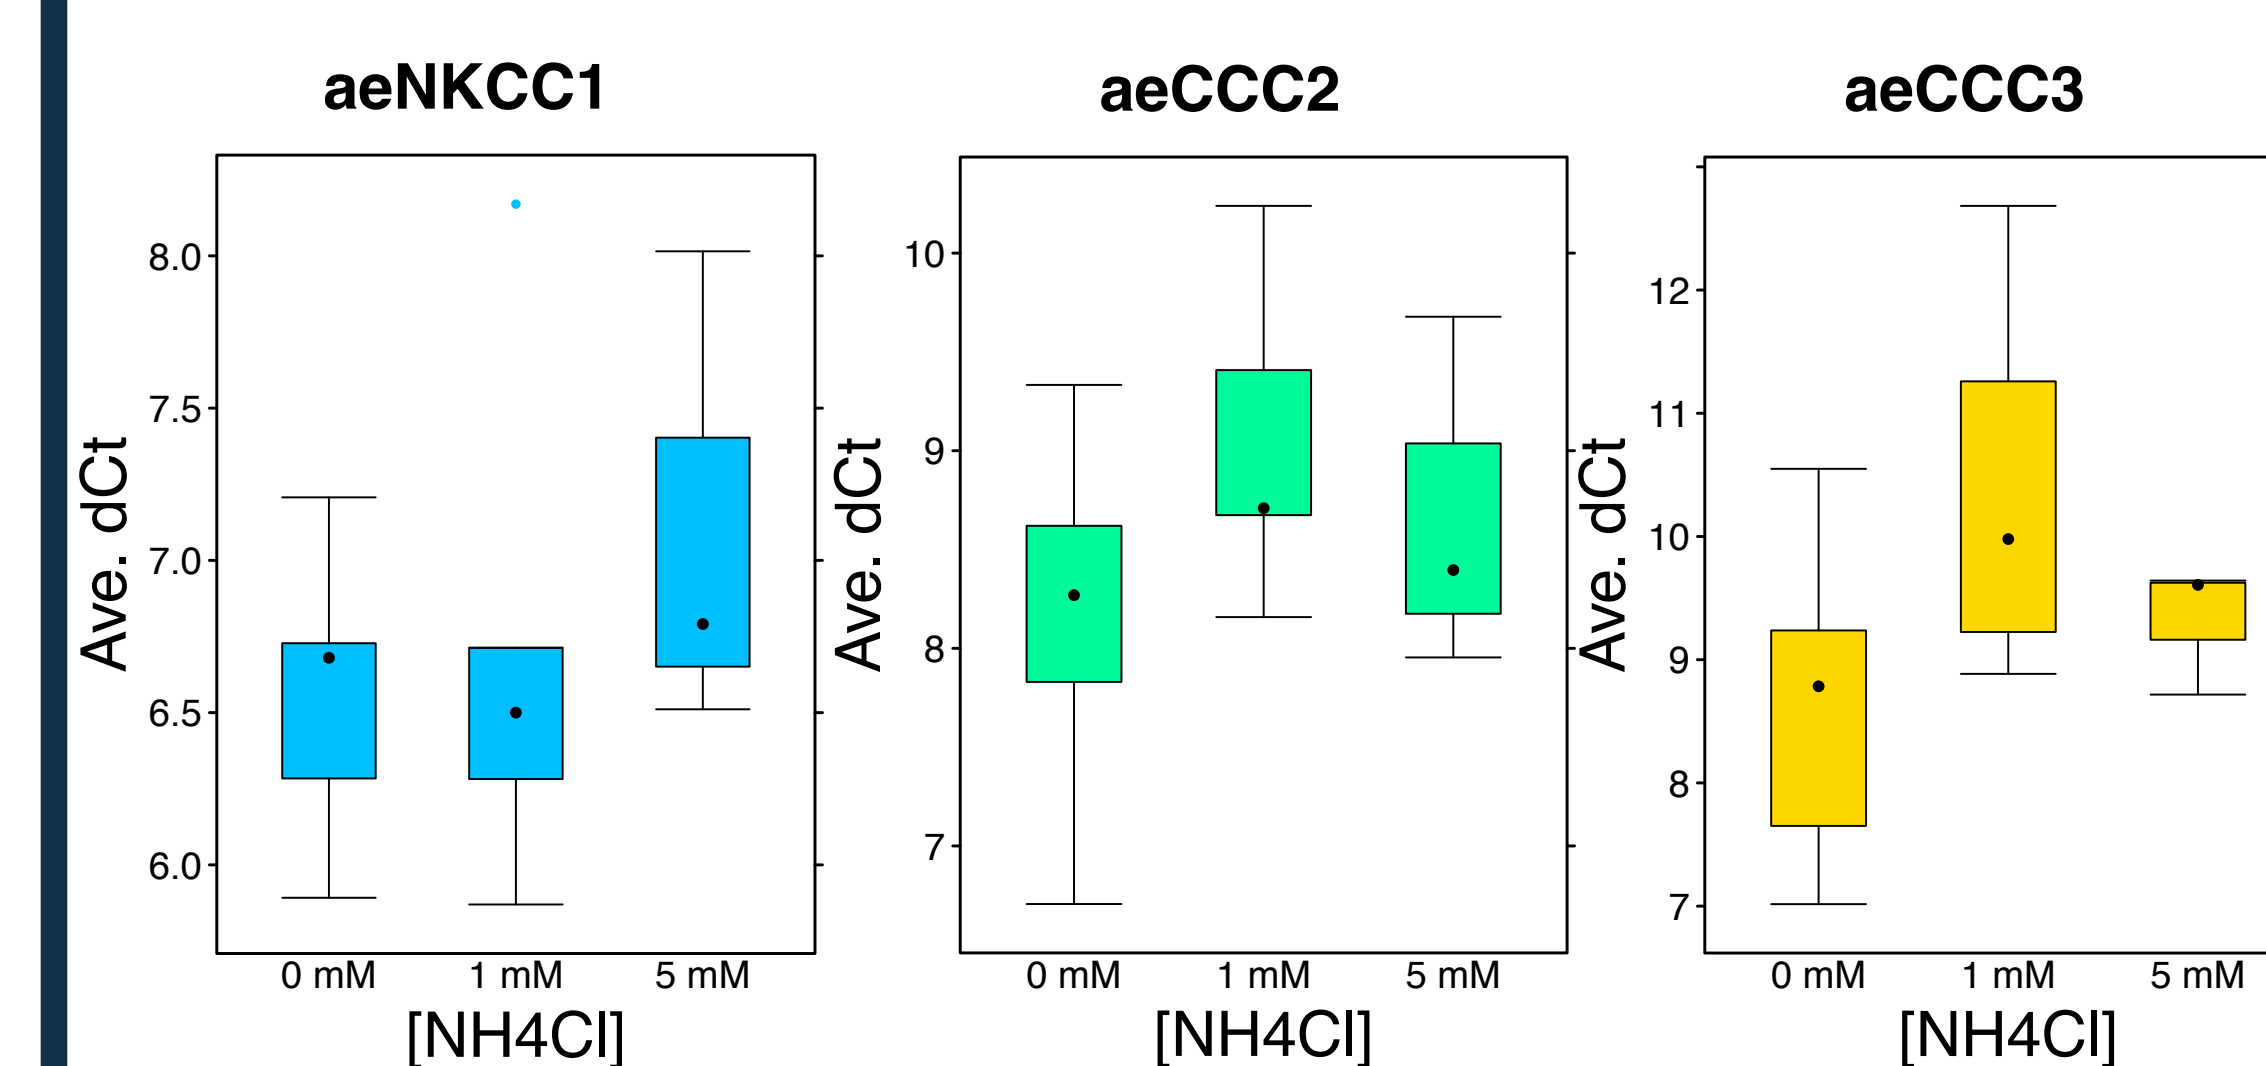 aeNKCC1
Ave. dCt
8.0
7.5
7.0
6.5
6.0
0 mM 1 mM 5 mM
[NH4Cl]
aeCCC2
Ave. dCt
10
9
8
7
0 mM 1 mM 5 mM
[NH4Cl]
aeCCC3
Ave. dCt
12
11
10
9
8
7
0 mM 1 mM 5 mM
[NH4Cl]